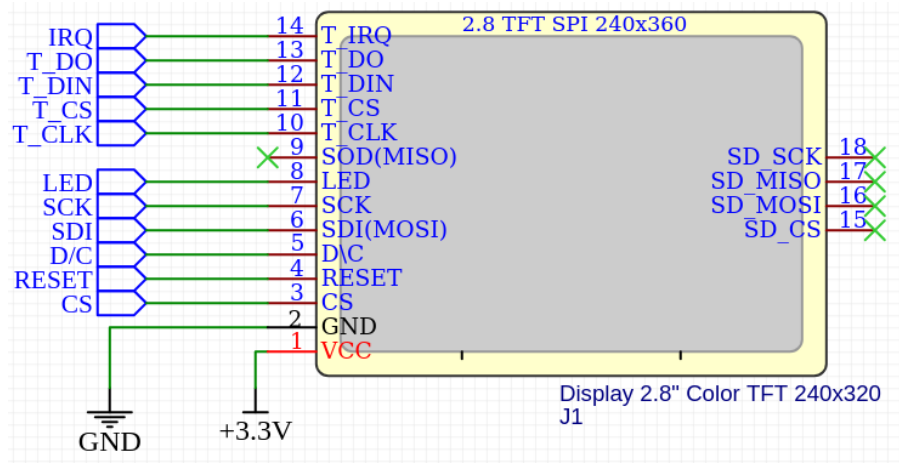 2.8 TFT SPI 240x360
IRQ 14 T_IRQ
T_DO 13 T_DO
T_DIN 12 T_DIN
T_CS 11 T_CS
T_CLK 10 T_CLK
9 SOD(MISO) SD_SCK 18
LED 8 LED SD_MISO 17
SCK 7 SCK SD_MOSI 16
SDI 6 SDI(MOSI) SD_CS 15
D/C 5 D\C
RESET 4 RESET
CS 3 CS
2 GND
1 VCC
Display 2.8" Color TFT 240x320
J1
GND
+3.3V